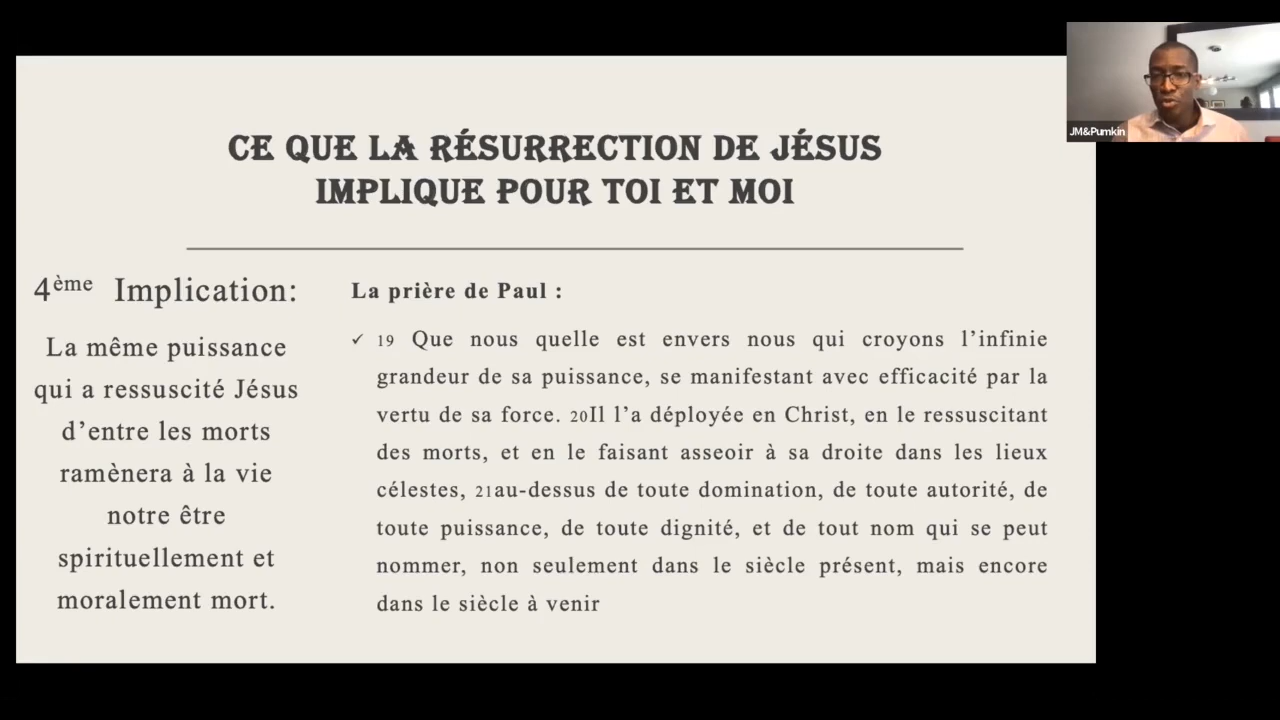 CE QUE LA RÉSURRECTION DE JÉSUS
IMPLIQUE POUR TOI ET MOI
4ème Implication:
La même puissance
qui a ressuscité Jésus
d’entre les morts
ramènera à la vie
notre être
spirituellement et
moralement mort.
La prière de Paul :
✓ 19 Que nous quelle est envers nous qui croyons l’infinie
grandeur de sa puissance, se manifestant avec efficacité par la
vertu de sa force. 20Il l’a déployée en Christ, en le ressuscitant
des morts, et en le faisant asseoir à sa droite dans les lieux
célestes, 21au-dessus de toute domination, de toute autorité, de
toute puissance, de toute dignité, et de tout nom qui se peut
nommer, non seulement dans le siècle présent, mais encore
dans le siècle à venir
JM&Pumkin